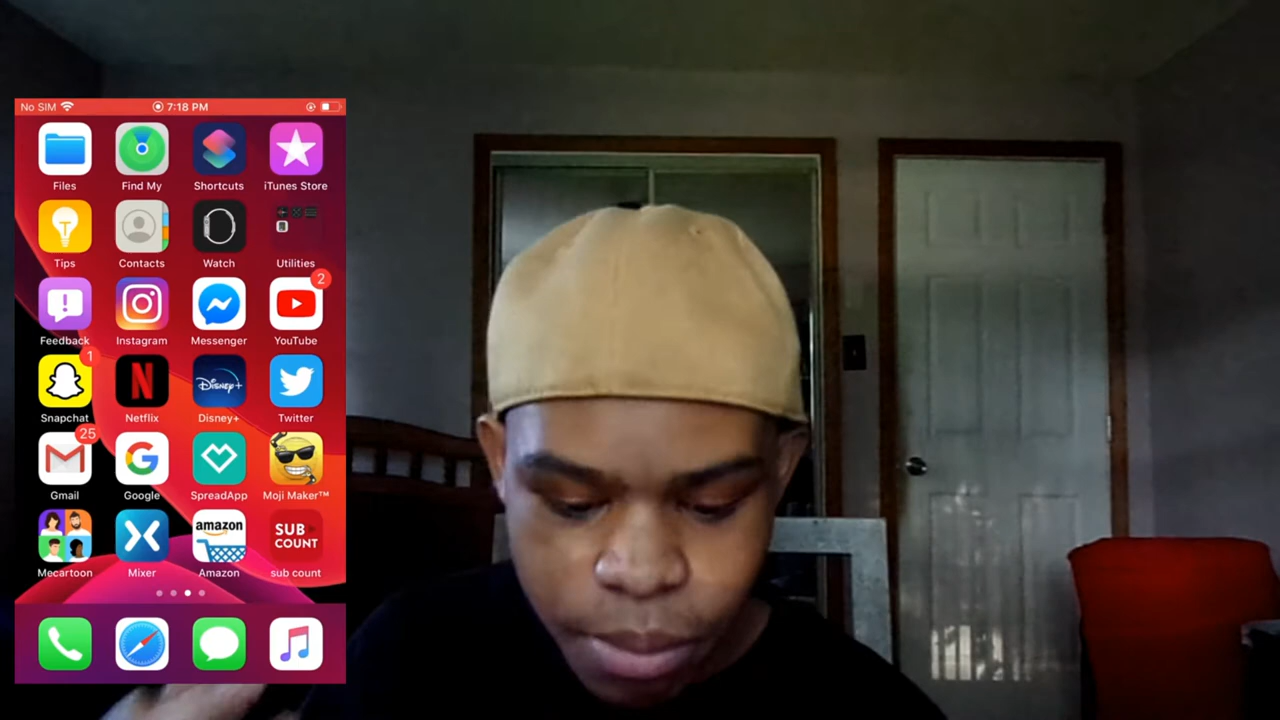 No SIM 7:18 PM
Files Find My Shortcuts iTunes Store
Tips Contacts Watch Utilities
2
Feedback Instagram Messenger YouTube
1
Disney+
Snapchat Netflix Disney+ Twitter
25
Gmail Google SpreadApp Moji Maker™
amazon SUB
COUNT
Mecartoon Mixer Amazon sub count